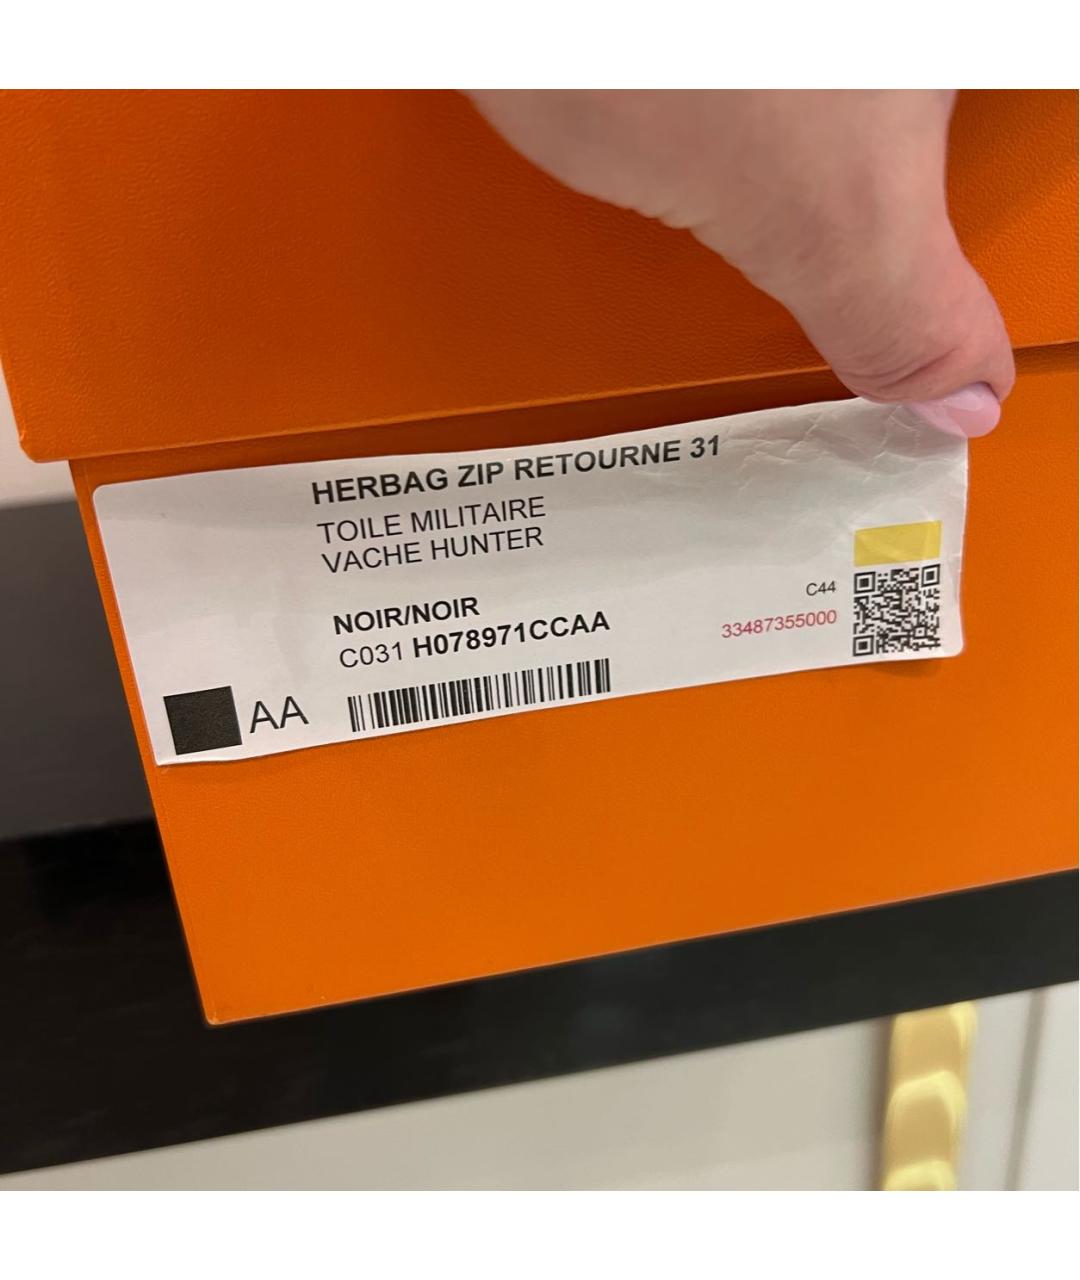 HERBAG ZIP RETOURNE 31
TOILE MILITAIRE
VACHE HUNTER
NOIR/NOIR
C031 H078971CCAA
C44
33487355000
AA